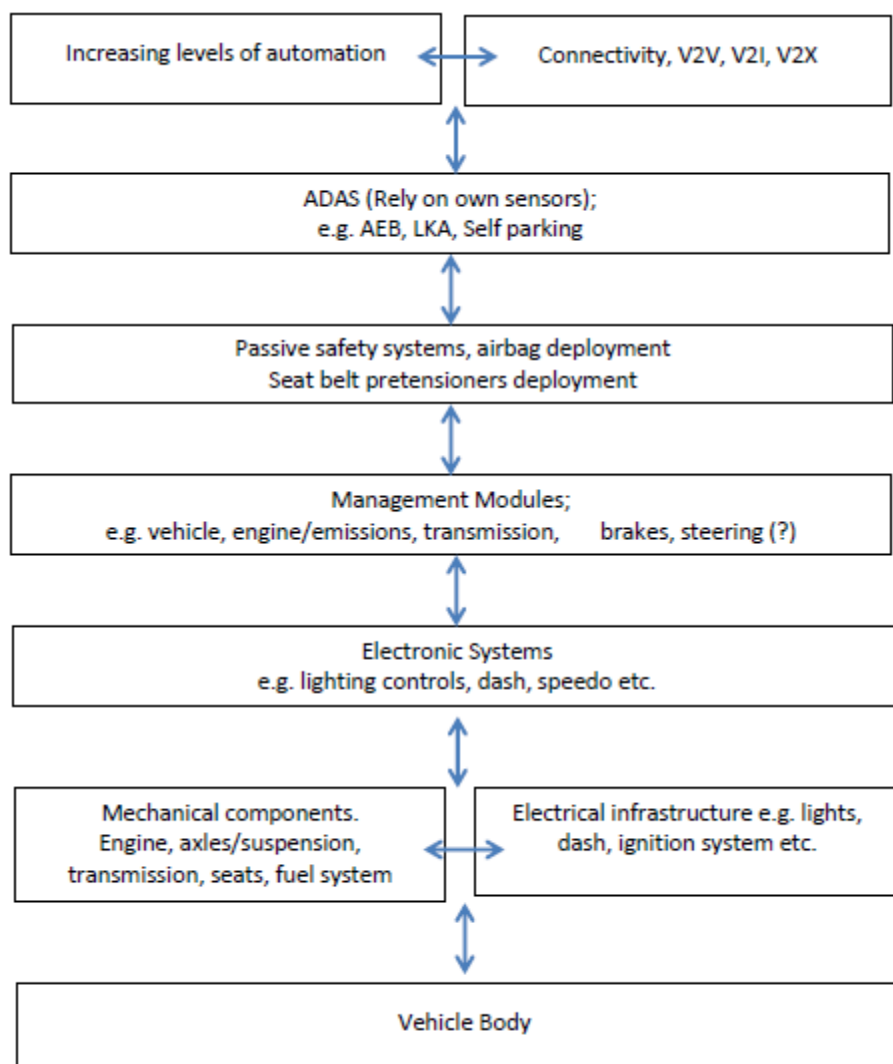 Increasing levels of automation
Connectivity, V2V, V2I, V2X
ADAS (Rely on own sensors);
e.g. AEB, LKA, Self parking
Passive safety systems, airbag deployment
Seat belt pretensioners deployment
Management Modules;
e.g. vehicle, engine/emissions, transmission, brakes, steering (?)
Electronic Systems
e.g. lighting controls, dash, speedo etc.
Mechanical components.
Engine, axles/suspension,
transmission, seats, fuel system
Electrical infrastructure e.g. lights,
dash, ignition system etc.
Vehicle Body